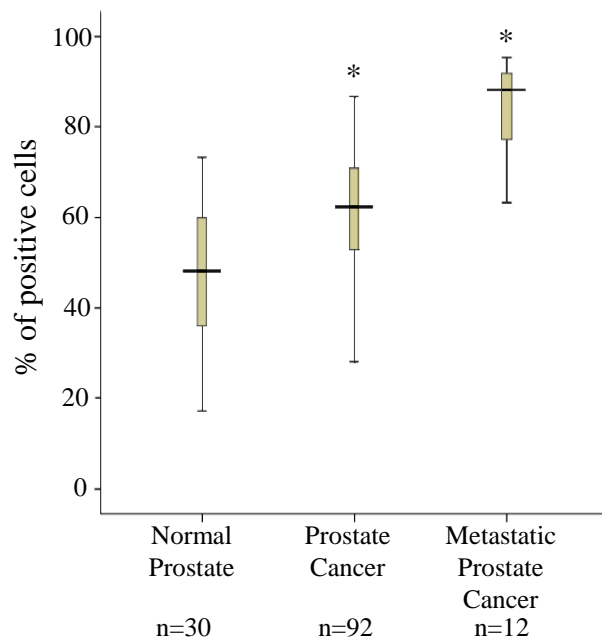 % of positive cells
100
80
60
40
20
0
*
*
Normal
Prostate
n=30
Prostate
Cancer
n=92
Metastatic
Prostate
Cancer
n=12